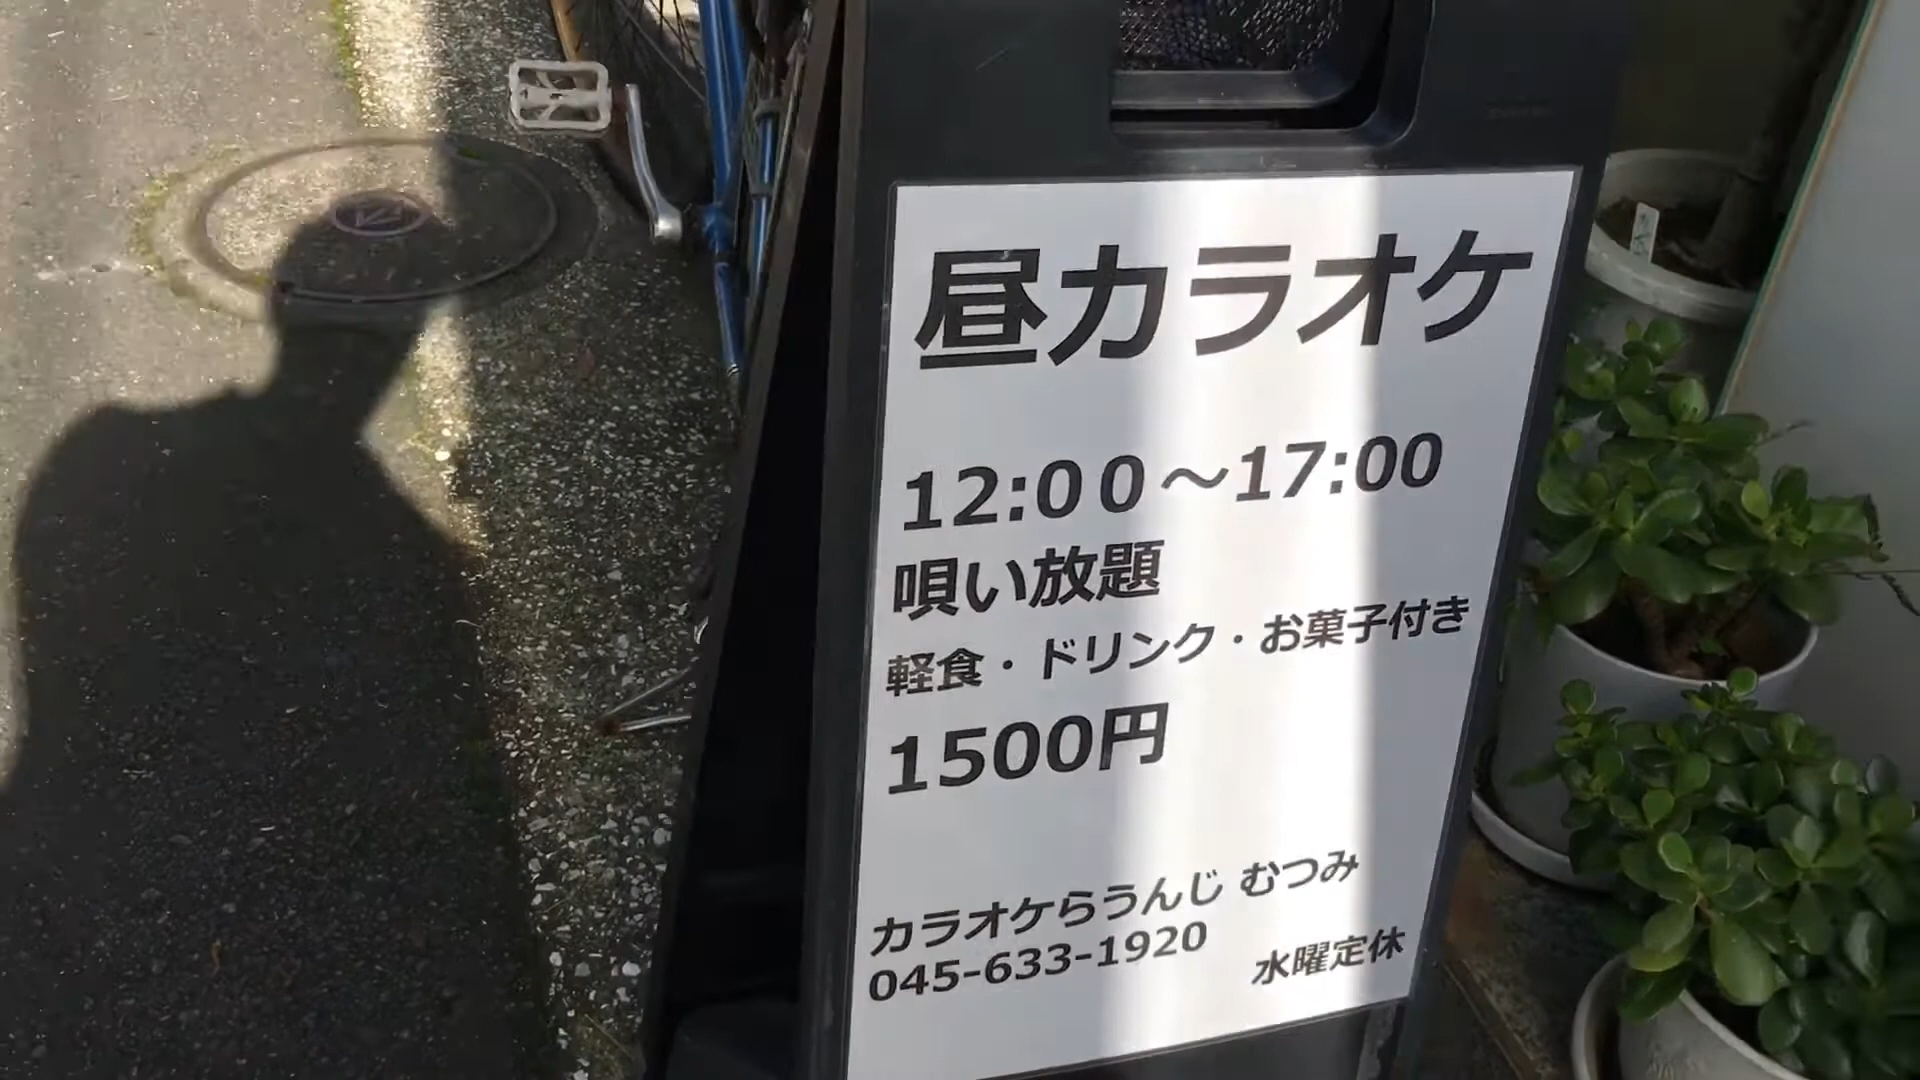 昼カラオケ
12:00～17:00
唄い放題
軽食・ドリンク・お菓子付き
1500円
カラオケらうんじ むつみ
045-633-1920
水曜定休